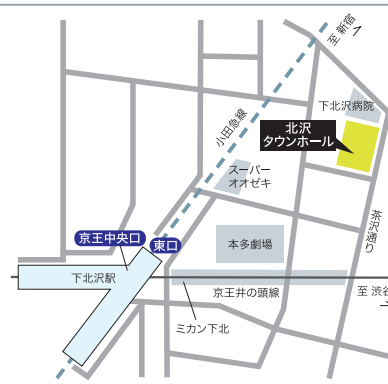 至 新宿
小田急線
下北沢病院
北沢
タウンホール
スーパー
オオゼキ
茶沢通り
京王中央口
東口
本多劇場
下北沢駅
京王井の頭線
至 渋谷
ミカン下北